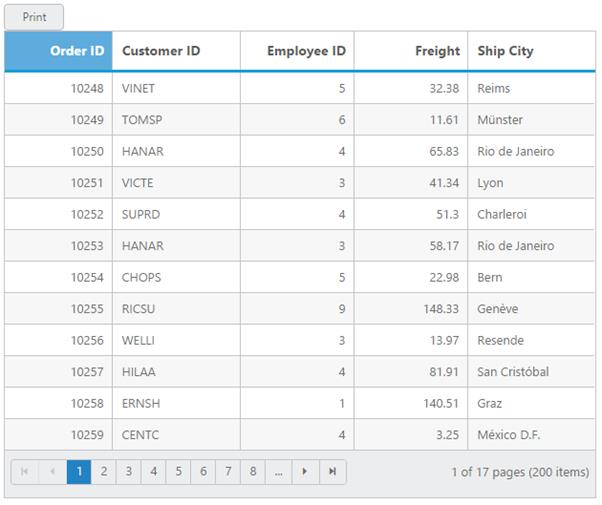 Print
Order ID Customer ID Employee ID Freight Ship City
10248 VINET 5 32.38 Reims
10249 TOMSP 6 11.61 Münster
10250 HANAR 4 65.83 Rio de Janeiro
10251 VICTE 3 41.34 Lyon
10252 SUPRD 4 51.3 Charleroi
10253 HANAR 3 58.17 Rio de Janeiro
10254 CHOPS 5 22.98 Bern
10255 RICSU 9 148.33 Genève
10256 WELLI 3 13.97 Resende
10257 HILAA 4 81.91 San Cristóbal
10258 ERNSH 1 140.51 Graz
10259 CENTC 4 3.25 México D.F.
1 2 3 4 5 6 7 8 ... 1 of 17 pages (200 items)